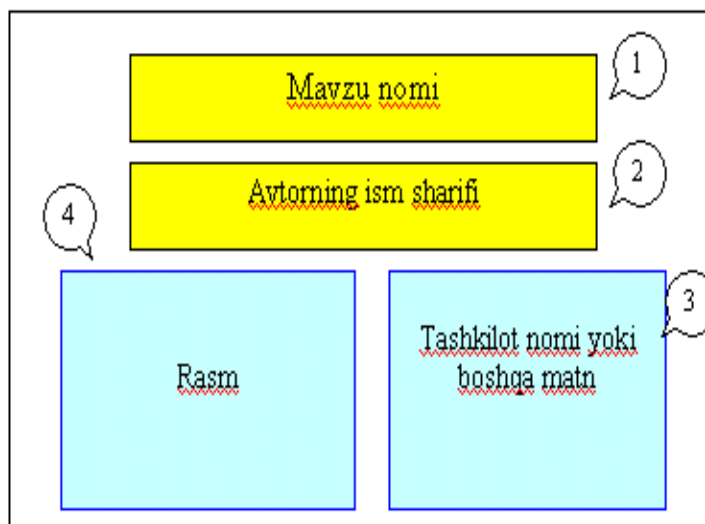 Mavzu nomi
1
Avtorning ism sharifi
2
4
Rasm
Tashkilot nomi yoki
boshqa matn
3